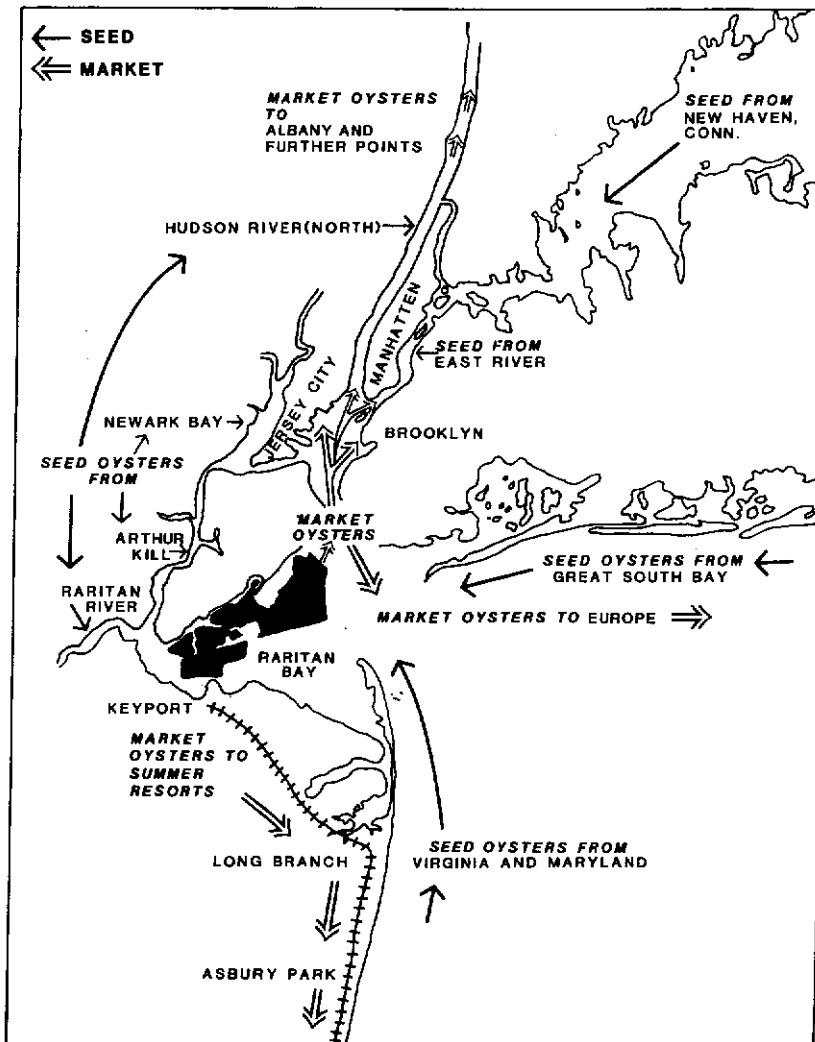 SEED
MARKET
MARKET OYSTERS
TO
ALBANY AND
FURTHER POINTS
SEED FROM
NEW HAVEN,
CONN.
HUDSON RIVER(NORTH)
MANHATTEN
SEED FROM
EAST RIVER
JERSEY CITY
NEWARK BAY
BROOKLYN
SEED OYSTERS
FROM
MARKET
OYSTERS
ARTHUR
KILL
SEED OYSTERS FROM
GREAT SOUTH BAY
RARITAN
RIVER
MARKET OYSTERS TO EUROPE
RARITAN
BAY
KEYPORT
MARKET
OYSTERS TO
SUMMER
RESORTS
SEED OYSTERS FROM
VIRGINIA AND MARYLAND
LONG BRANCH
ASBURY PARK